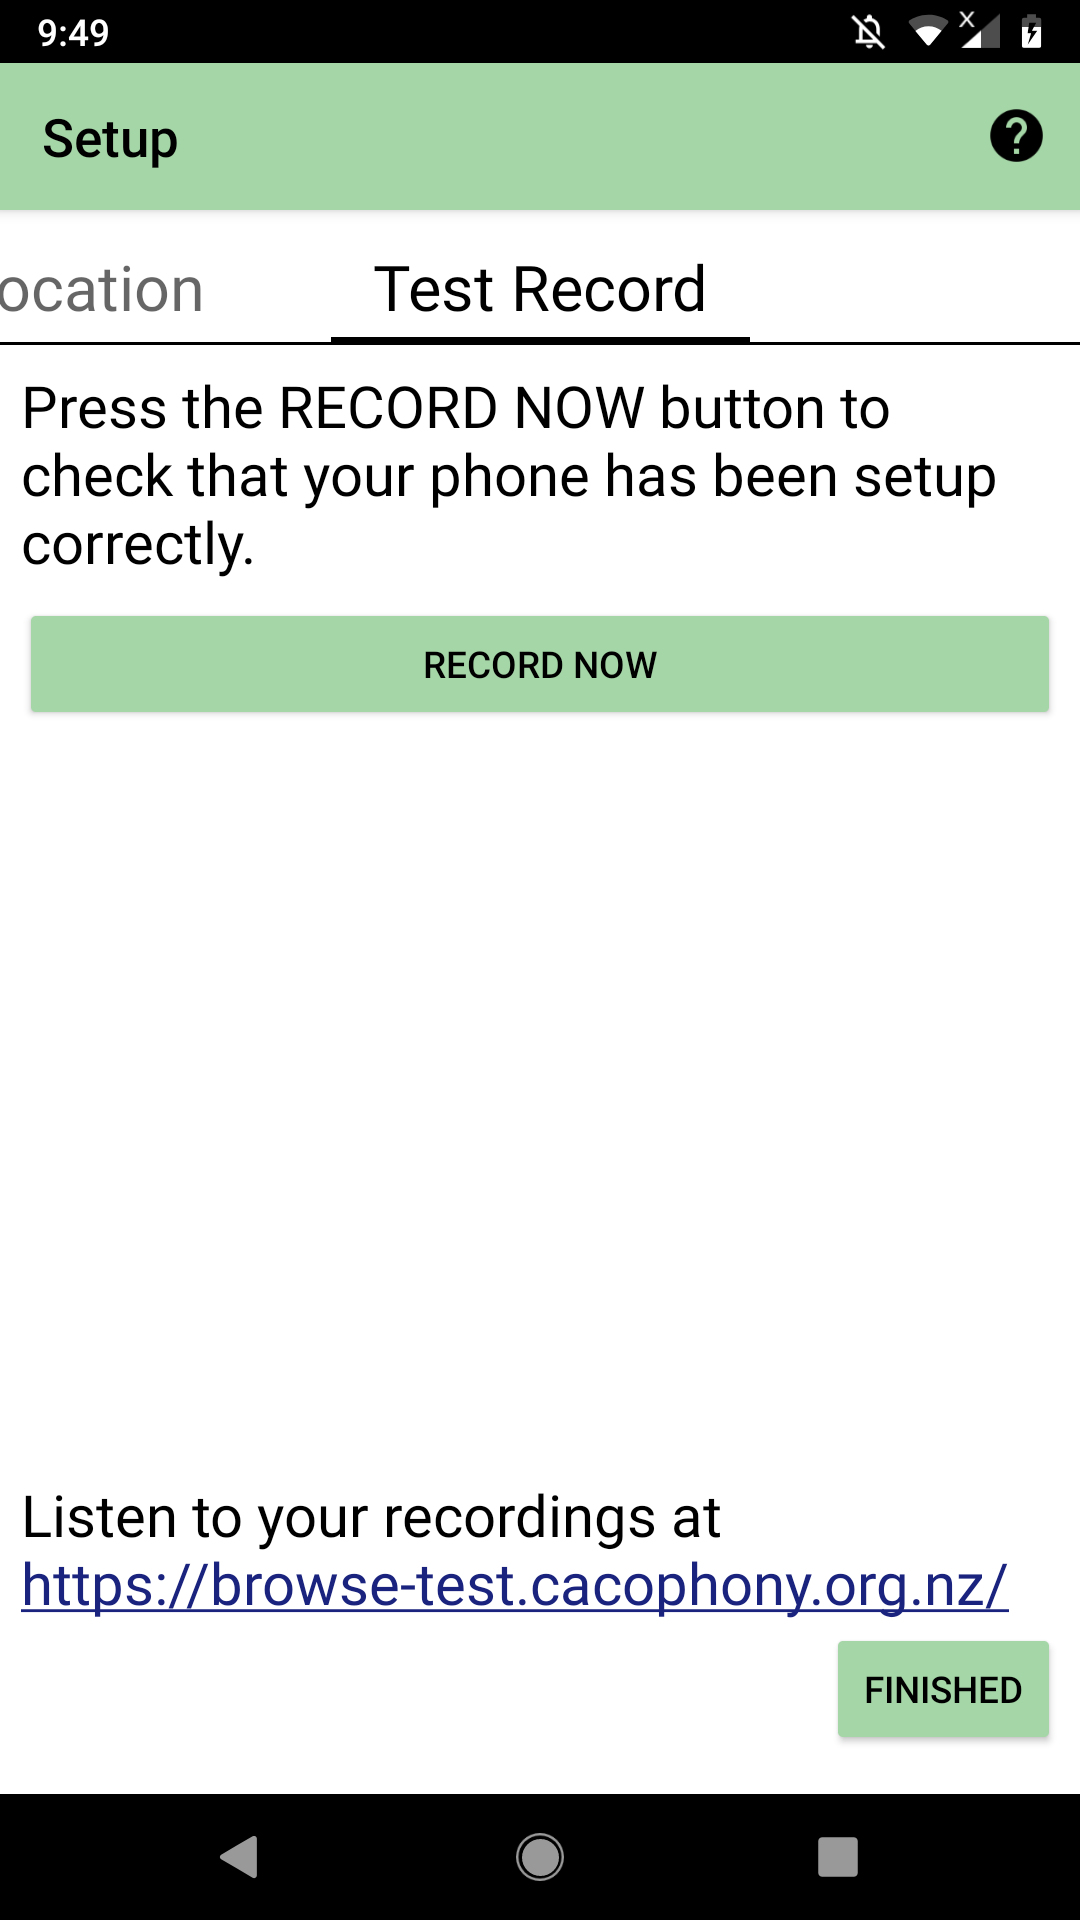 9:49
Setup
ocation
Test Record
Press the RECORD NOW button to
check that your phone has been setup
correctly.
RECORD NOW
Listen to your recordings at
https://browse-test.cacophony.org.nz/
FINISHED